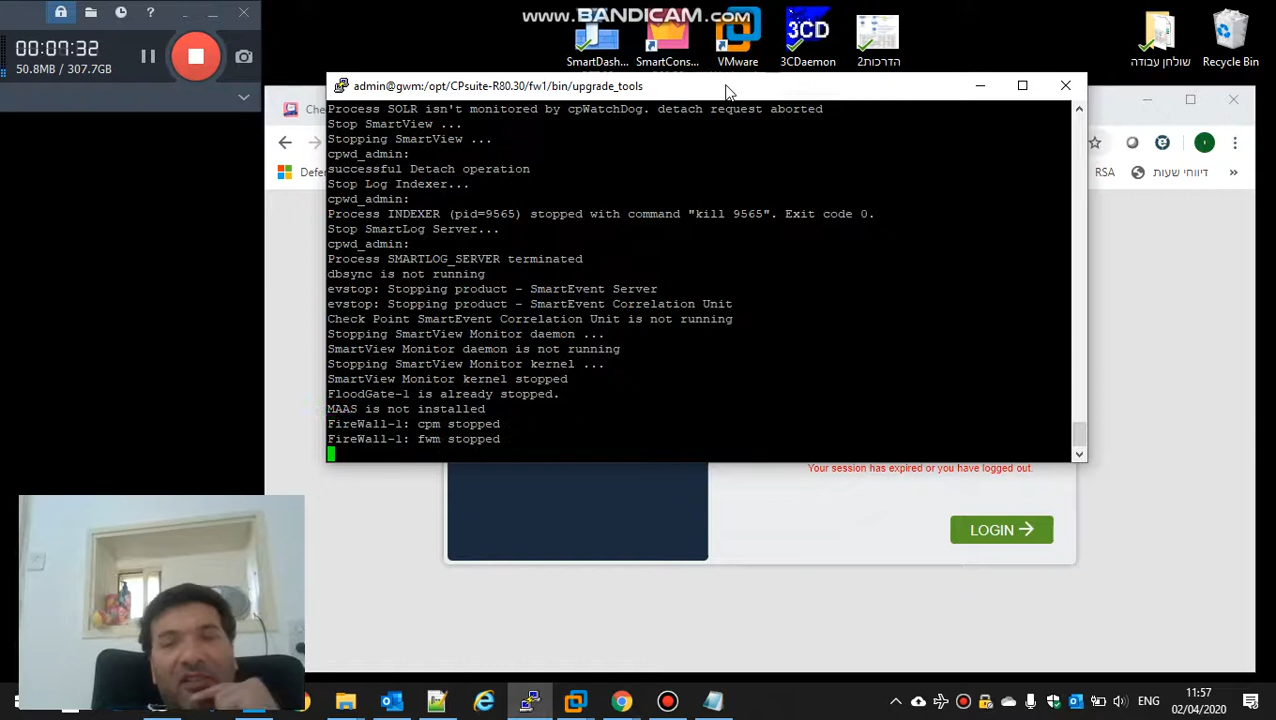 www.BANDICAM.com
00:07:32
50.8MB / 307.2GB
SmartDash...
SmartCons...
VMware
3CD
3CDaemon
הדרכות2
שולחן עבודה
Recycle Bin
admin@gwm:/opt/CPsuite-R80.30/fw1/bin/upgrade_tools
Process SOLR isn't monitored by cpWatchDog. detach request aborted
Stop SmartView ...
Stopping SmartView ...
cpwd_admin:
successful Detach operation
Stop Log Indexer...
cpwd_admin:
Process INDEXER (pid=9565) stopped with command "kill 9565". Exit code 0.
Stop SmartLog Server...
cpwd_admin:
Process SMARTLOG_SERVER terminated
dbsync is not running
evstop: Stopping product - SmartEvent Server
evstop: Stopping product - SmartEvent Correlation Unit
Check Point SmartEvent Correlation Unit is not running
Stopping SmartView Monitor daemon ...
SmartView Monitor daemon is not running
Stopping SmartView Monitor kernel ...
SmartView Monitor kernel stopped
FloodGate-1 is already stopped.
MAAS is not installed
FireWall-1: cpm stopped
FireWall-1: fwm stopped
Che
Defen
RSA
דיווחי שעות
Your session has expired or you have logged out.
LOGIN
ENG
11:57
02/04/2020